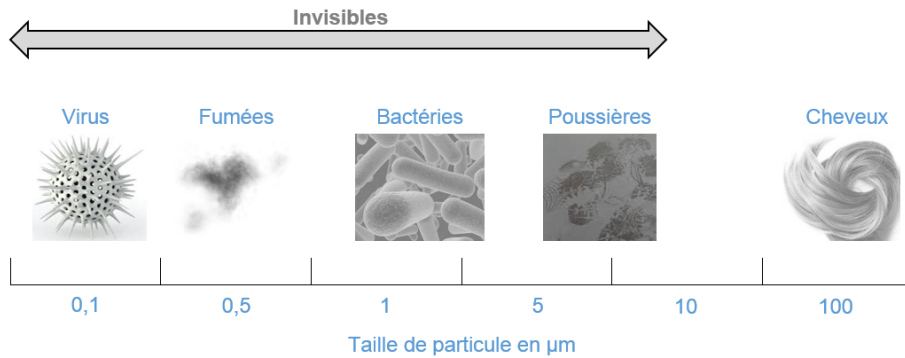 Invisibles
Virus Fumées Bactéries Poussières Cheveux
0,1 0,5 1 5 10 100
Taille de particule en µm